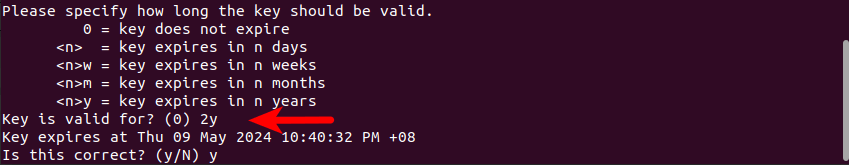 Please specify how long the key should be valid.
0 = key does not expire
<n> = key expires in n days
<n>w = key expires in n weeks
<n>m = key expires in n months
<n>y = key expires in n years
Key is valid for? (0) 2y
Key expires at Thu 09 May 2024 10:40:32 PM +08
Is this correct? (y/N) y